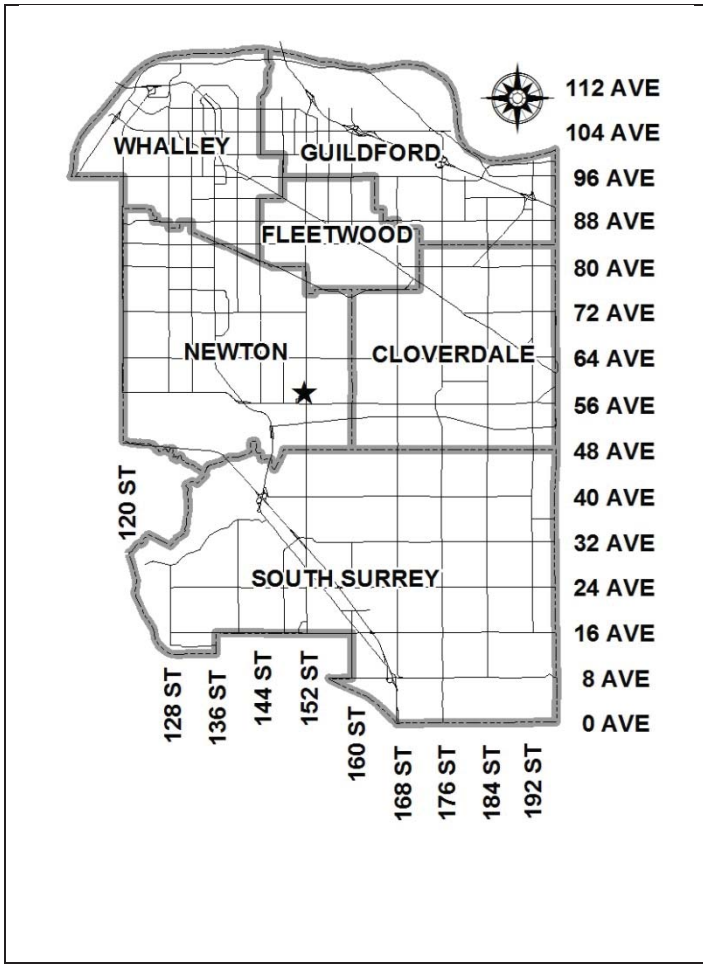 112 AVE
104 AVE
WHALLEY
GUILDFORD
96 AVE
88 AVE
FLEETWOOD
80 AVE
72 AVE
NEWTON
CLOVERDALE
64 AVE
56 AVE
48 AVE
120 ST
40 AVE
32 AVE
SOUTH SURREY
24 AVE
16 AVE
8 AVE
0 AVE
128 ST
136 ST
144 ST
152 ST
160 ST
168 ST
176 ST
184 ST
192 ST